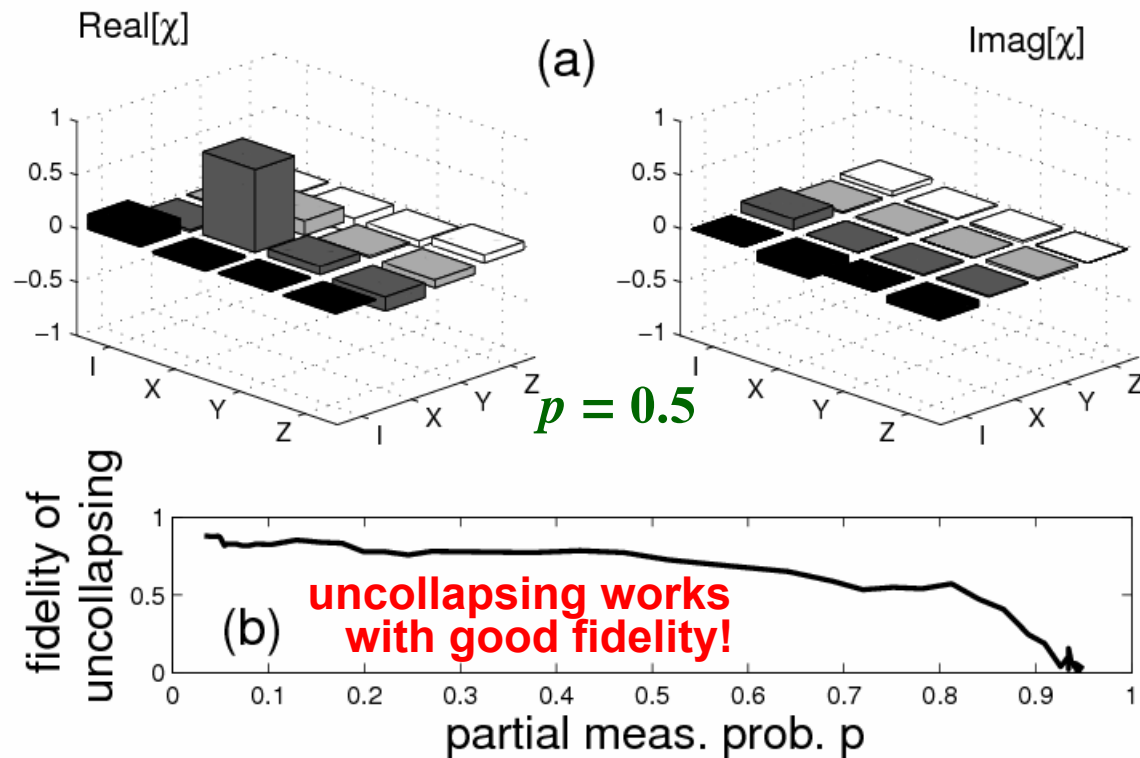 Real[χ]
(a)
Imag[χ]
1
0.5
0
−0.5
−1
I
X
Y
Z
I
X
Y
Z
1
0.5
0
−0.5
−1
I
X
Y
Z
I
X
Y
Z
p = 0.5
fidelity of
uncollapsing
1
0.5
0
(b)
uncollapsing works
with good fidelity!
0 0.1 0.2 0.3 0.4 0.5 0.6 0.7 0.8 0.9 1
partial meas. prob. p